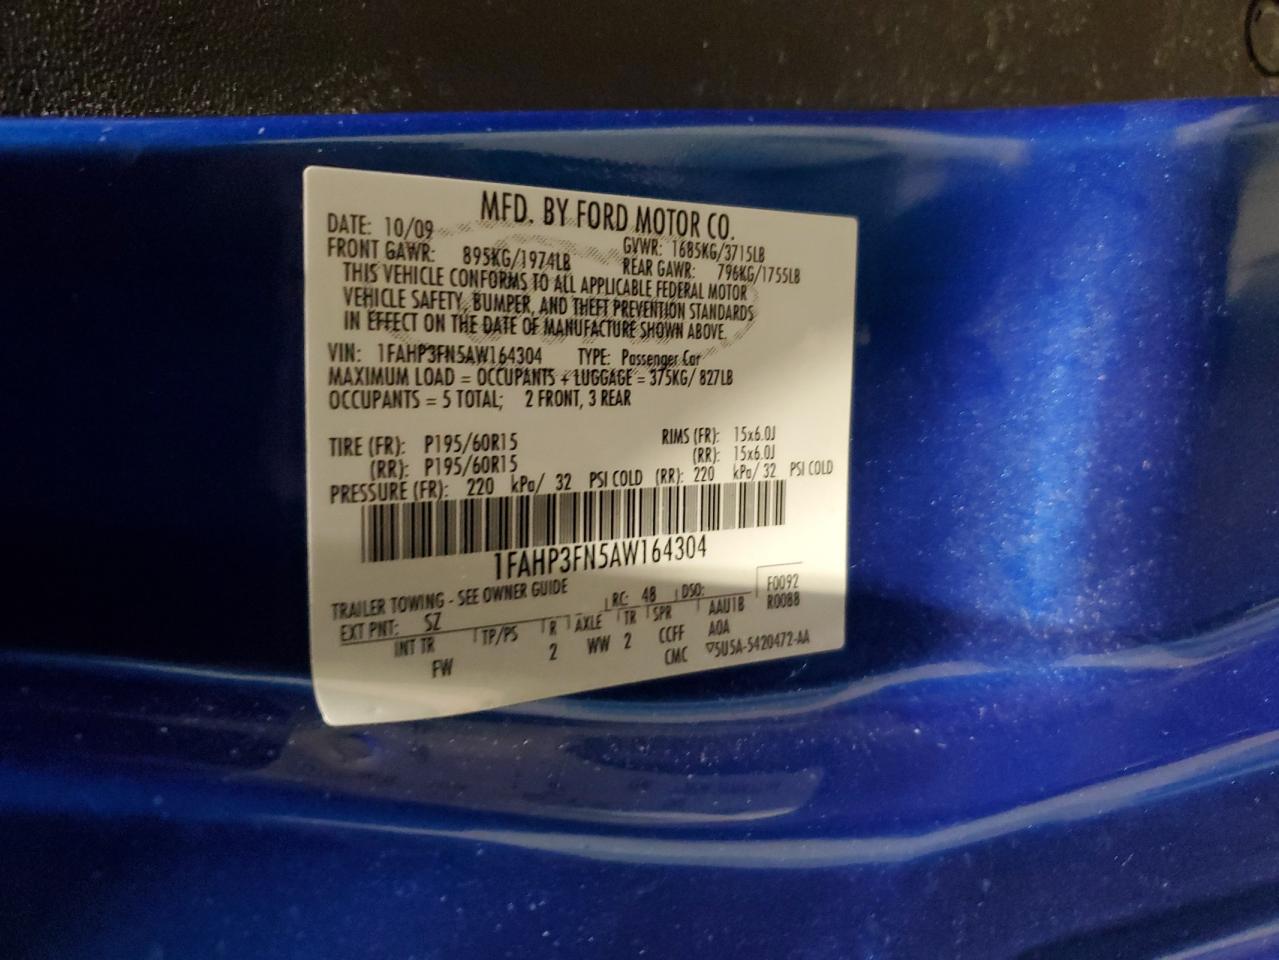 MFD. BY FORD MOTOR CO.
DATE: 10/09 GVWR: 1685KG/3715LB
FRONT GAWR: 895KG/1974LB REAR GAWR: 796KG/1755LB
THIS VEHICLE CONFORMS TO ALL APPLICABLE FEDERAL MOTOR
VEHICLE SAFETY, BUMPER, AND THEFT PREVENTION STANDARDS
IN EFFECT ON THE DATE OF MANUFACTURE SHOWN ABOVE.
VIN: 1FAHP3FN5AW164304 TYPE: Passenger Car
MAXIMUM LOAD = OCCUPANTS + LUGGAGE = 375KG/ 827LB
OCCUPANTS = 5 TOTAL; 2 FRONT, 3 REAR
TIRE (FR): P195/60R15 RIMS (FR): 15x6.0J
(RR): P195/60R15 (RR): 15x6.0J
PRESSURE (FR): 220 kPa/ 32 PSI COLD (RR): 220 kPa/ 32 PSI COLD
1FAHP3FN5AW164304
TRAILER TOWING - SEE OWNER GUIDE F0092
EXT PNT: SZ RC: 48 DSO: R0088
INT TR TP/PS R AXLE TR SPR AAU1B
FW 2 WW 2 CCFF AOA
CMC ▽5U5A-5420472-AA